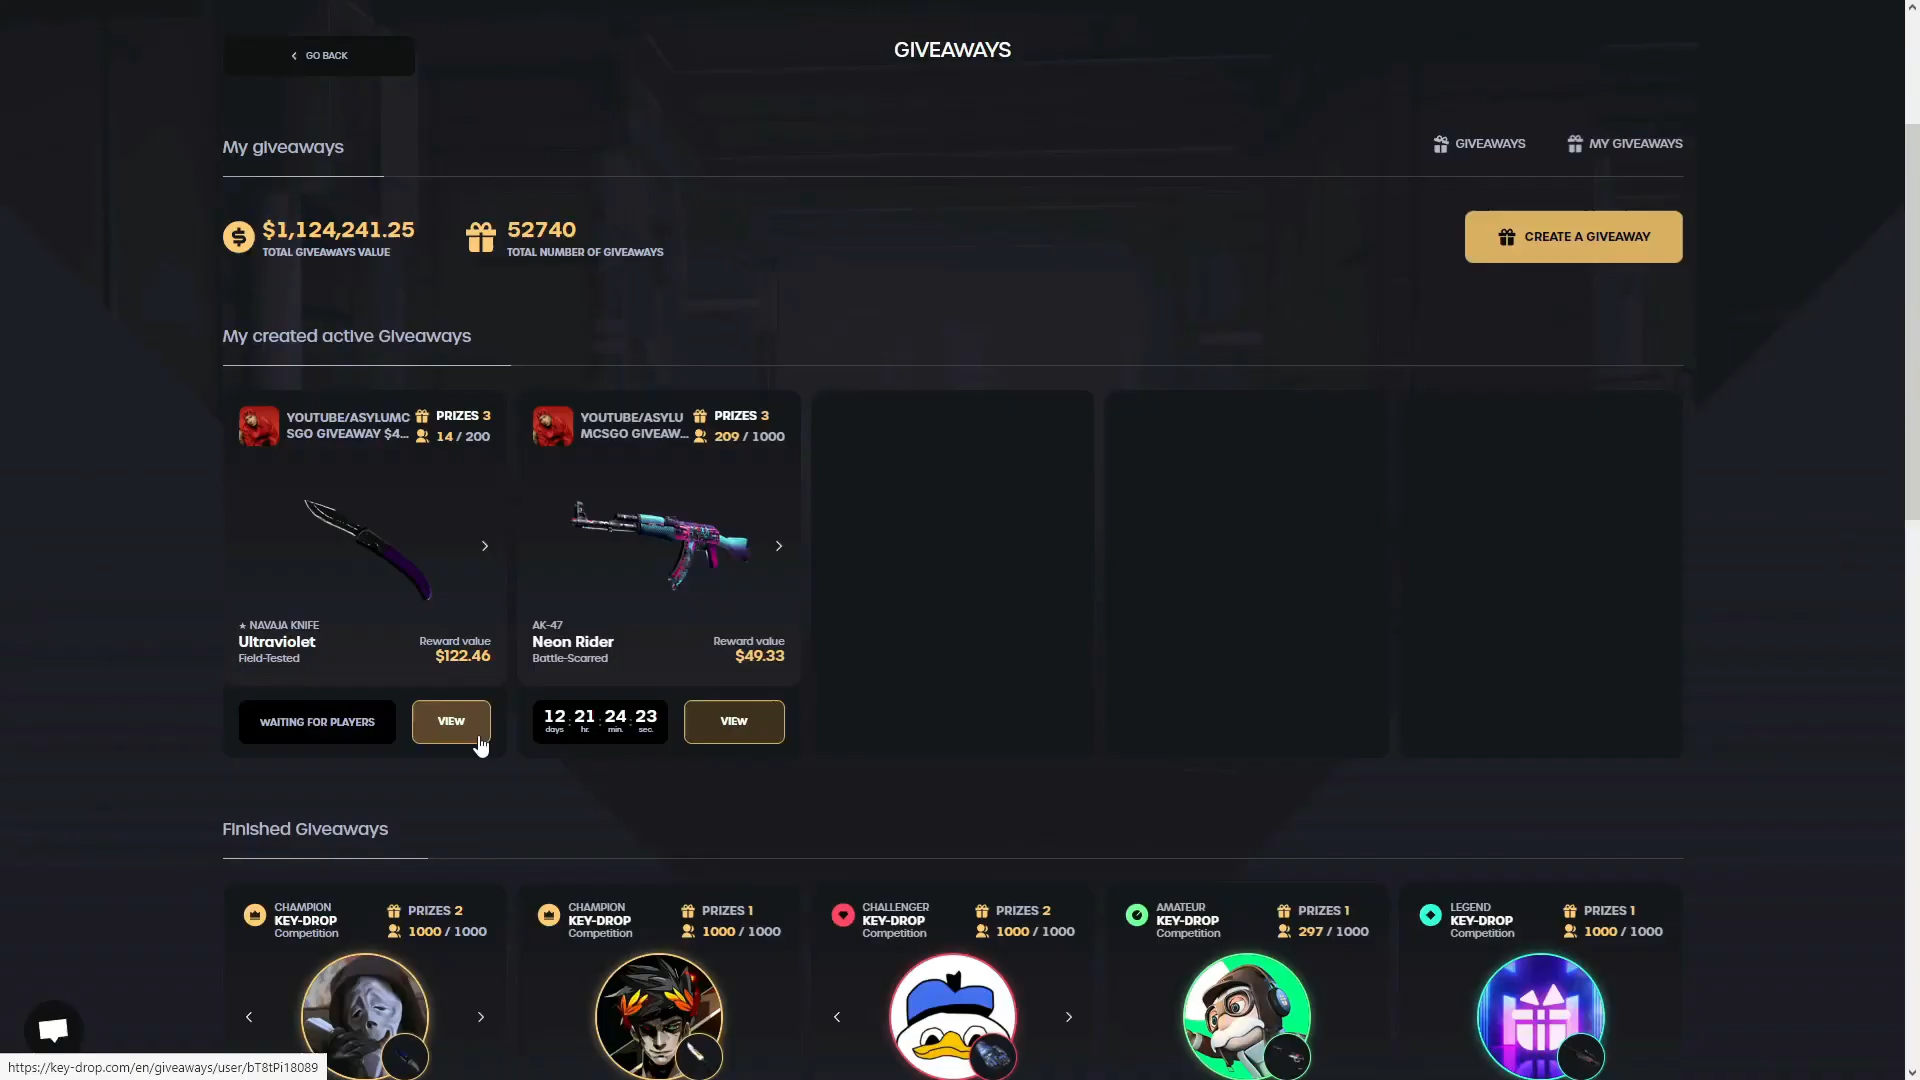 GO BACK
GIVEAWAYS
My giveaways
GIVEAWAYS
MY GIVEAWAYS
$1,124,241.25
TOTAL GIVEAWAYS VALUE
52740
TOTAL NUMBER OF GIVEAWAYS
CREATE A GIVEAWAY
My created active Giveaways
YOUTUBE/ASYLUMC
SGO GIVEAWAY $4...
PRIZES 3
14 / 200
★ NAVAJA KNIFE
Ultraviolet
Field-Tested
Reward value
$122.46
WAITING FOR PLAYERS
VIEW
YOUTUBE/ASYLU
MCSGO GIVEAW...
PRIZES 3
209 / 1000
AK-47
Neon Rider
Battle-Scarred
Reward value
$49.33
12 : 21 : 24 : 23
days hr. min. sec.
VIEW
Finished Giveaways
CHAMPION
KEY-DROP
Competition
PRIZES 2
1000 / 1000
CHAMPION
KEY-DROP
Competition
PRIZES 1
1000 / 1000
CHALLENGER
KEY-DROP
Competition
PRIZES 2
1000 / 1000
AMATEUR
KEY-DROP
Competition
PRIZES 1
297 / 1000
LEGEND
KEY-DROP
Competition
PRIZES 1
1000 / 1000
https://key-drop.com/en/giveaways/user/bT8tPi18089